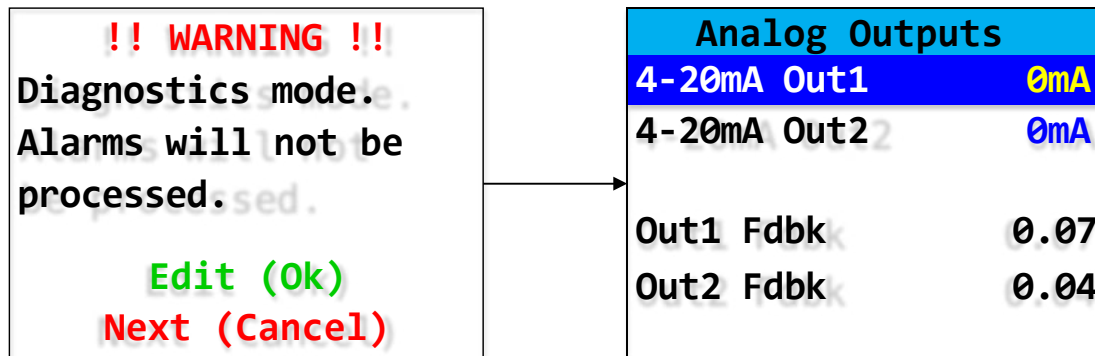 !! WARNING !!
Diagnostics mode.
Alarms will not be
processed.
Edit (Ok)
Next (Cancel)
Analog Outputs
4-20mA Out1 0mA
4-20mA Out2 0mA
Out1 Fdbk 0.07
Out2 Fdbk 0.04